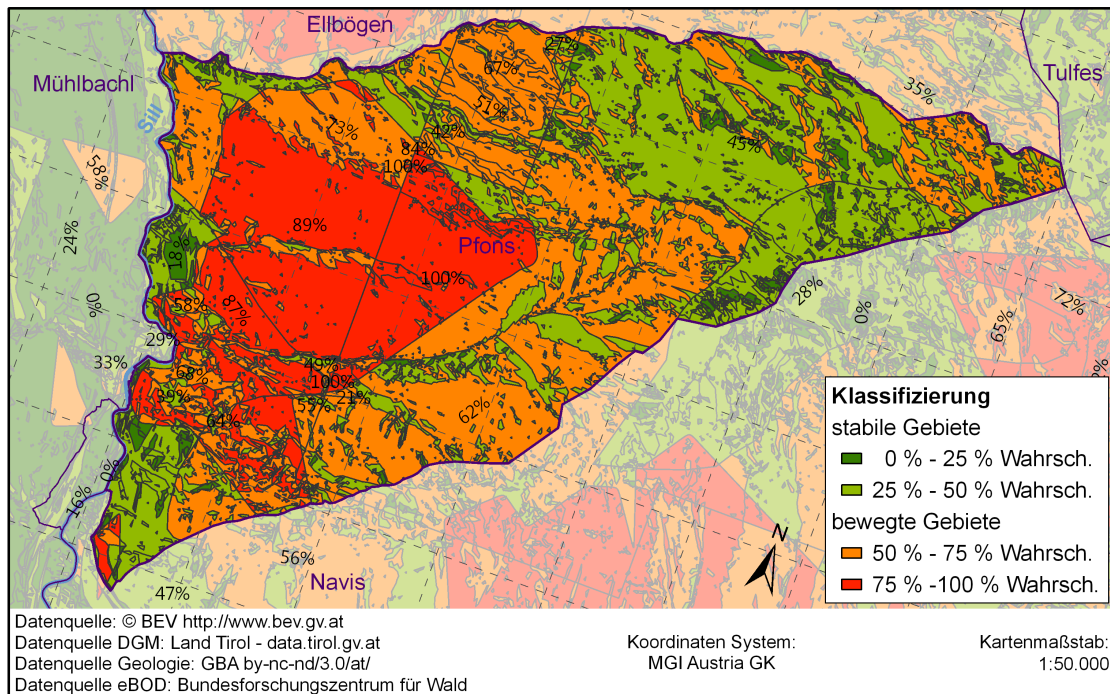 Ellbögen
27%
67%
Mühlbachl
Tulfes
35%
51%
Sill
73%
42%
45%
84%
100%
58%
89%
24%
Pfons
8%
100%
28%
0%
0%
72%
58%
87%
65%
29%
33%
49%
68%
100%
39%
21%
55%
62%
64%
0%
16%
56%
Navis
47%
N
Klassifizierung
stabile Gebiete
0 % - 25 % Wahrsch.
25 % - 50 % Wahrsch.
bewegte Gebiete
50 % - 75 % Wahrsch.
75 % -100 % Wahrsch.
Datenquelle: © BEV http://www.bev.gv.at
Datenquelle DGM: Land Tirol - data.tirol.gv.at
Datenquelle Geologie: GBA by-nc-nd/3.0/at/
Datenquelle eBOD: Bundesforschungszentrum für Wald
Koordinaten System:
MGI Austria GK
Kartenmaßstab:
1:50.000